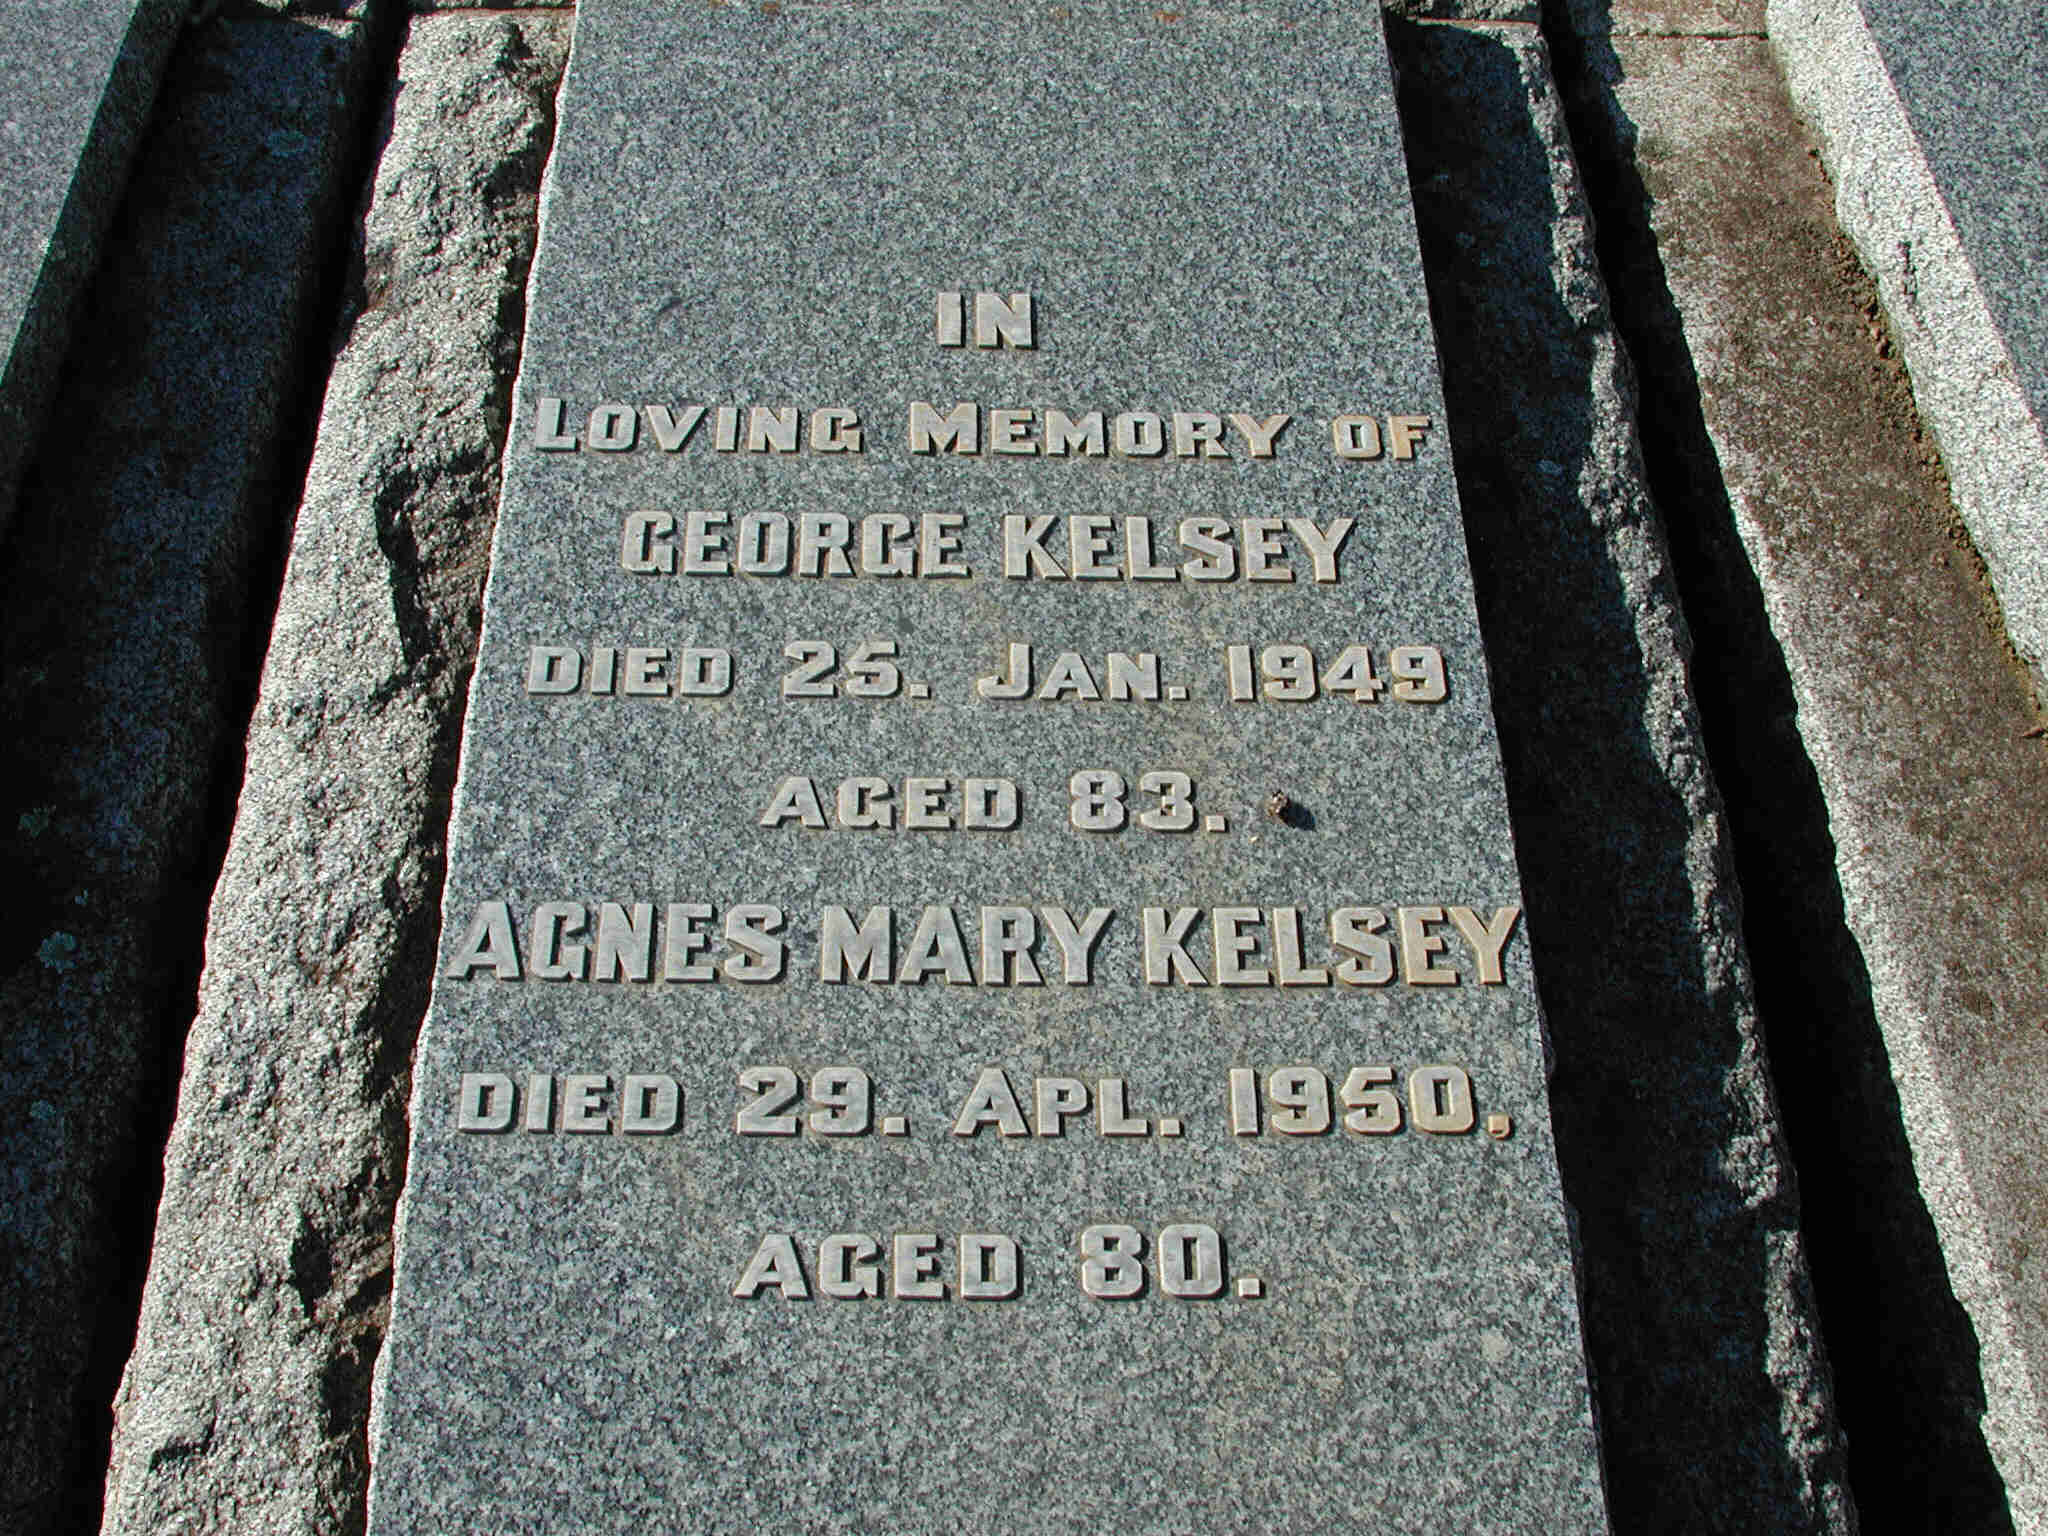 IN
LOVING MEMORY OF
GEORGE KELSEY
DIED 25. JAN. 1949
AGED 83.
AGNES MARY KELSEY
DIED 29. APL. 1950,
AGED 80.